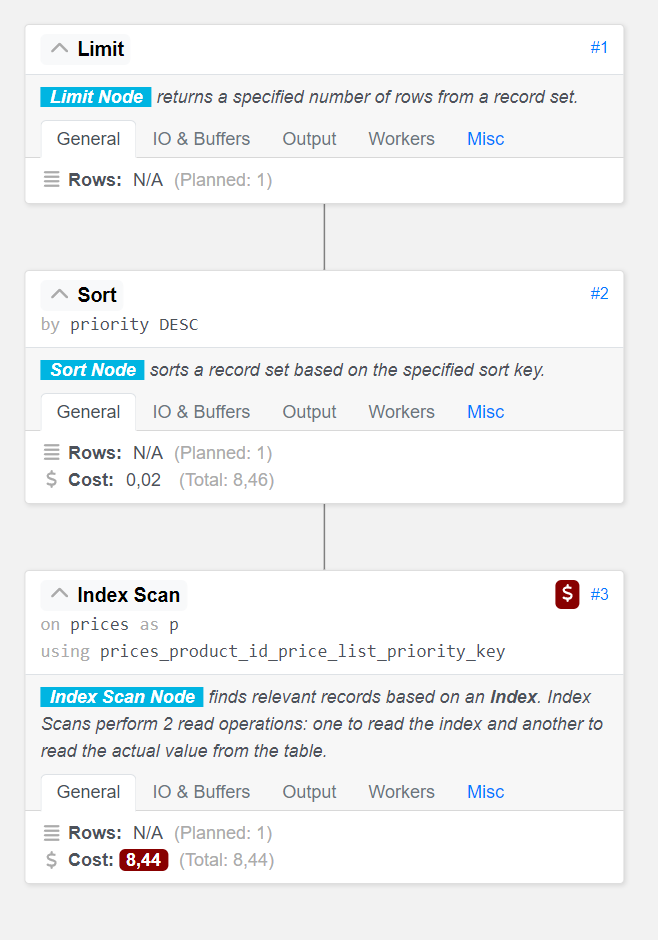 Limit #1
Limit Node returns a specified number of rows from a record set.
General IO & Buffers Output Workers Misc
Rows: N/A (Planned: 1)
Sort #2
by priority DESC
Sort Node sorts a record set based on the specified sort key.
General IO & Buffers Output Workers Misc
Rows: N/A (Planned: 1)
$ Cost: 0,02 (Total: 8,46)
Index Scan $ #3
on prices as p
using prices_product_id_price_list_priority_key
Index Scan Node finds relevant records based on an Index. Index
Scans perform 2 read operations: one to read the index and another to
read the actual value from the table.
General IO & Buffers Output Workers Misc
Rows: N/A (Planned: 1)
$ Cost: 8,44 (Total: 8,44)